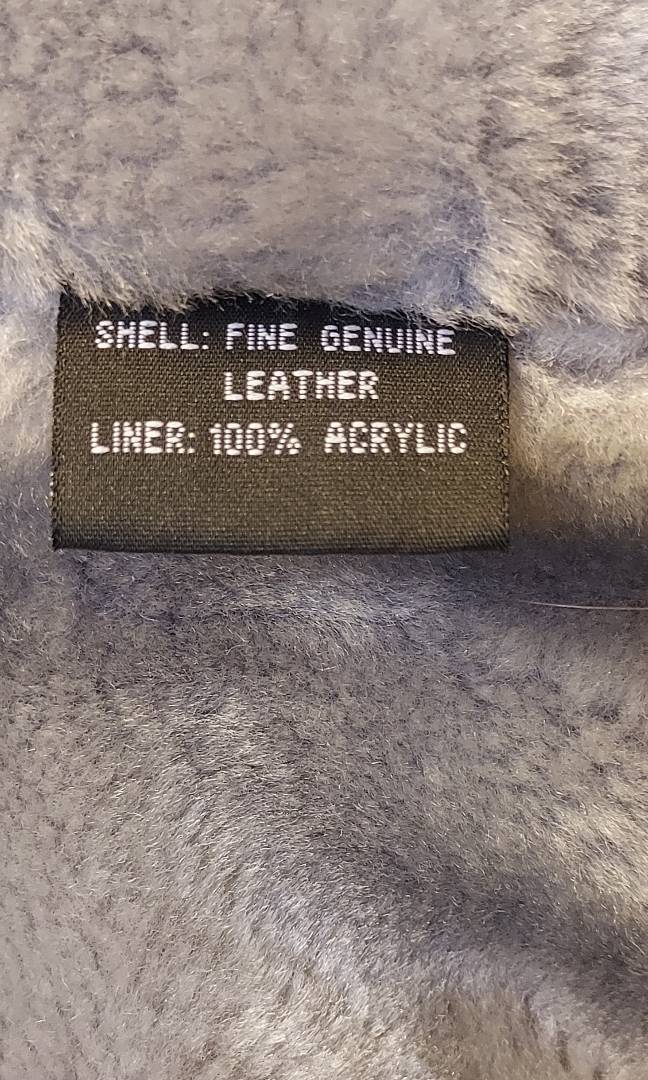 SHELL: FINE GENUINE
LEATHER
LINER: 100% ACRYLIC